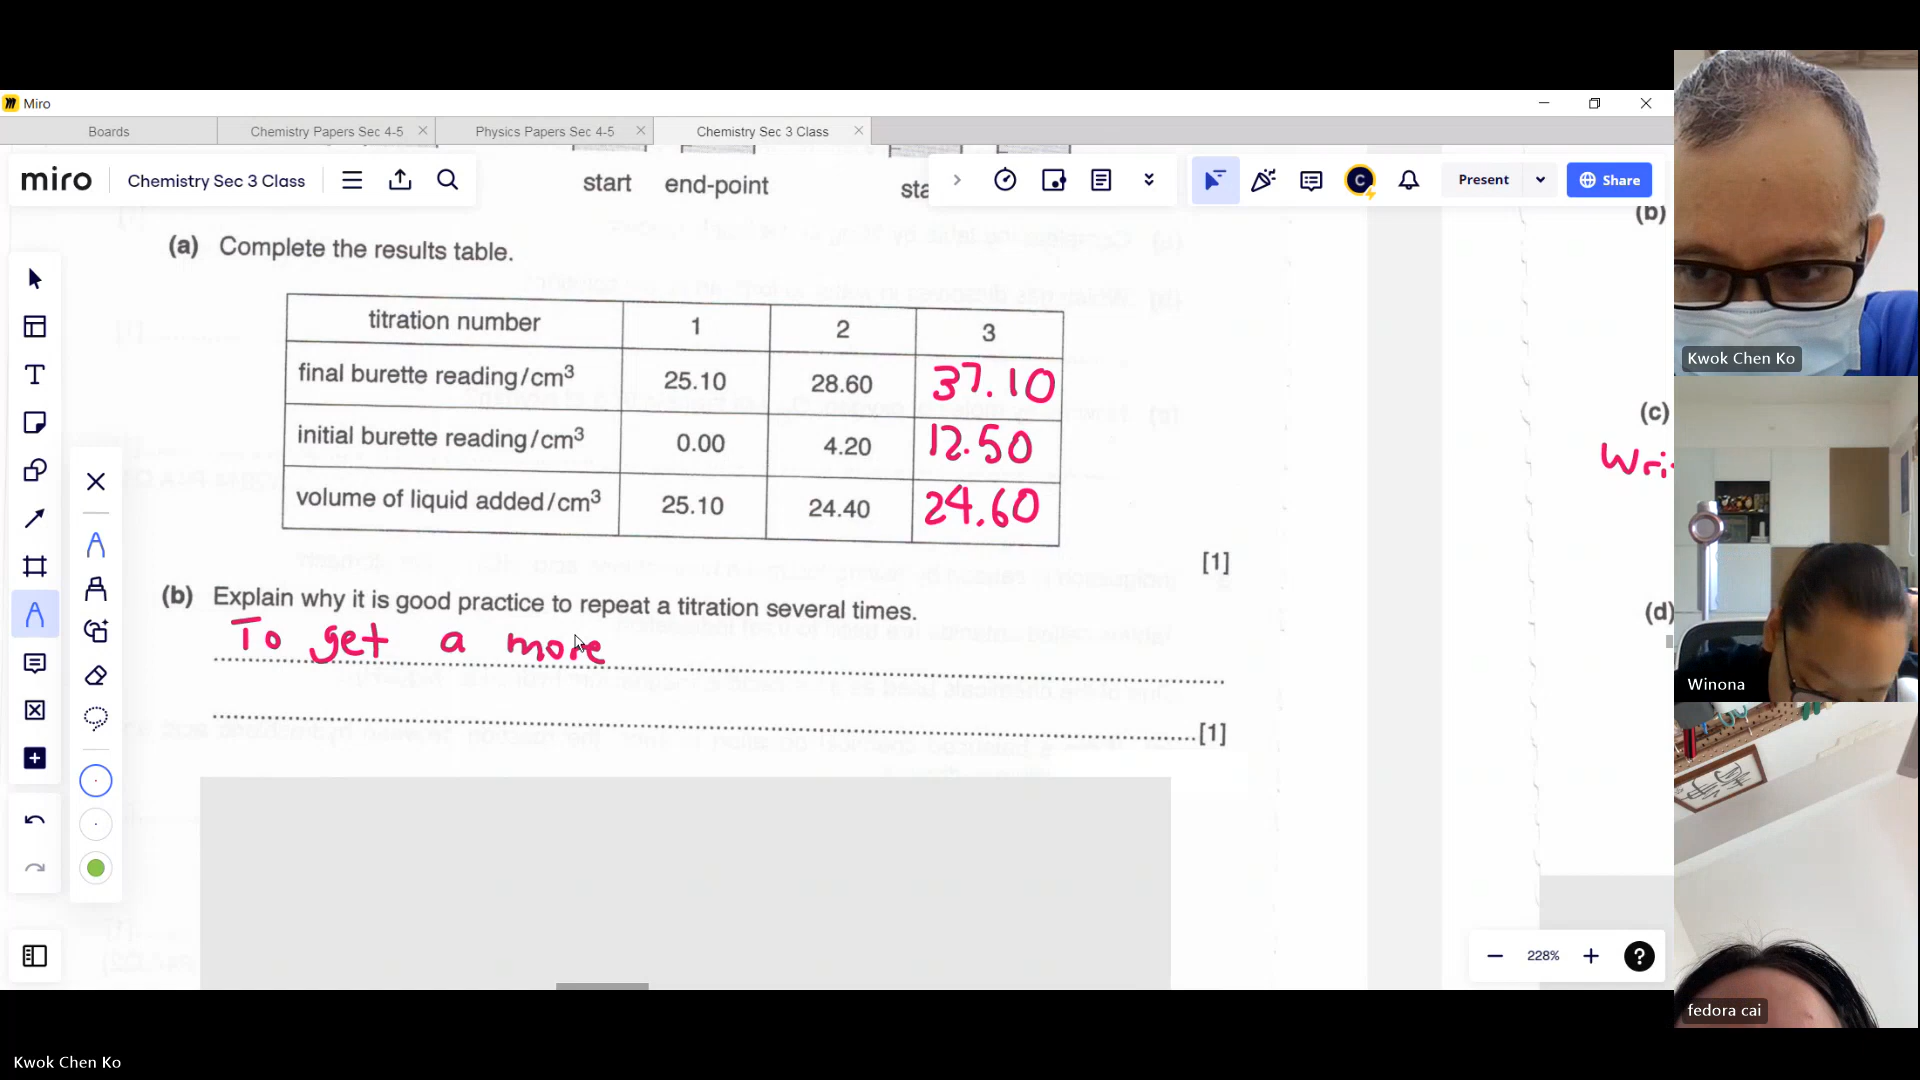 Miro
Boards
Chemistry Papers Sec 4-5
Physics Papers Sec 4-5
Chemistry Sec 3 Class
miro
Chemistry Sec 3 Class
start
end-point
sta
C
Present
Share
(a) Complete the results table.
titration number 1 2 3
final burette reading/cm³ 25.10 28.60 37.10
initial burette reading/cm³ 0.00 4.20 12.50
volume of liquid added/cm³ 25.10 24.40 24.60
[1]
(b) Explain why it is good practice to repeat a titration several times.
To get a more
[1]
(b)
(c)
Wri
(d)
228%
?
Kwok Chen Ko
Winona
fedora cai
Kwok Chen Ko